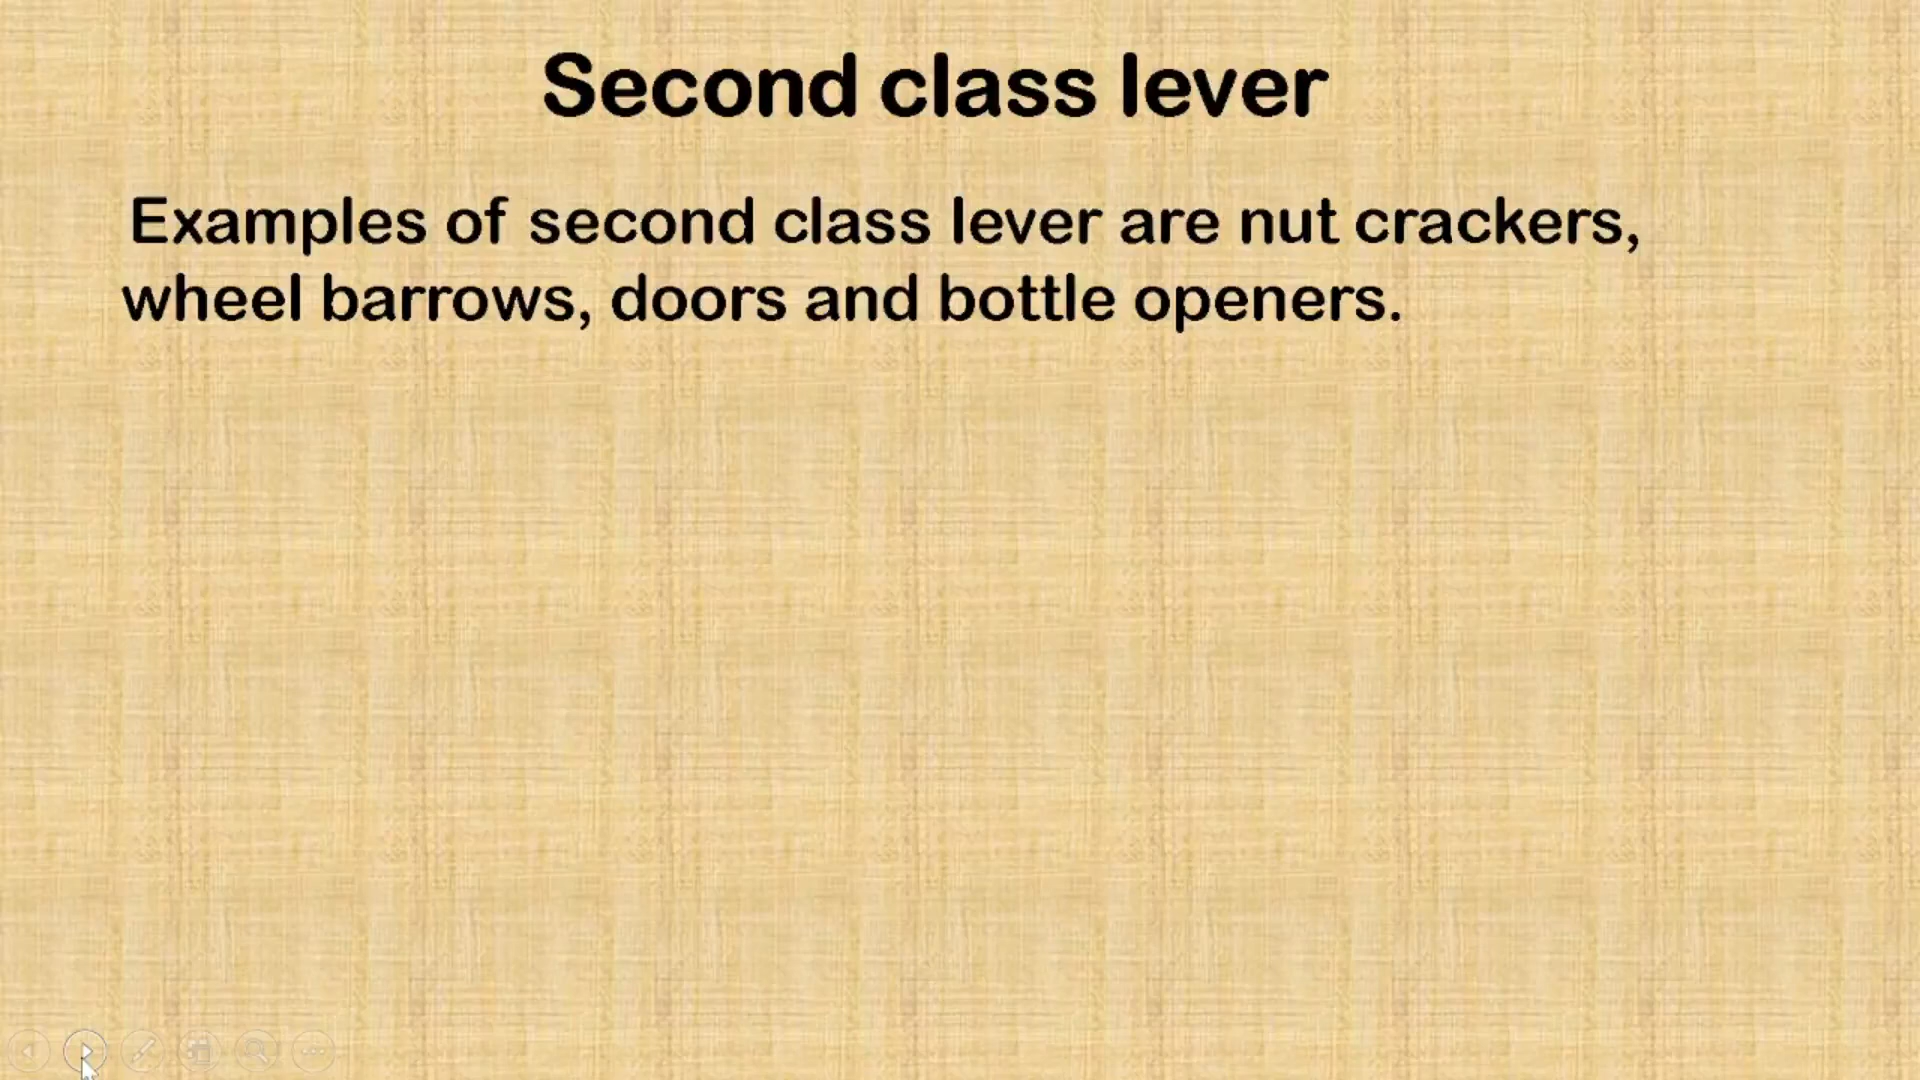 Second class lever
Examples of second class lever are nut crackers,
wheel barrows, doors and bottle openers.